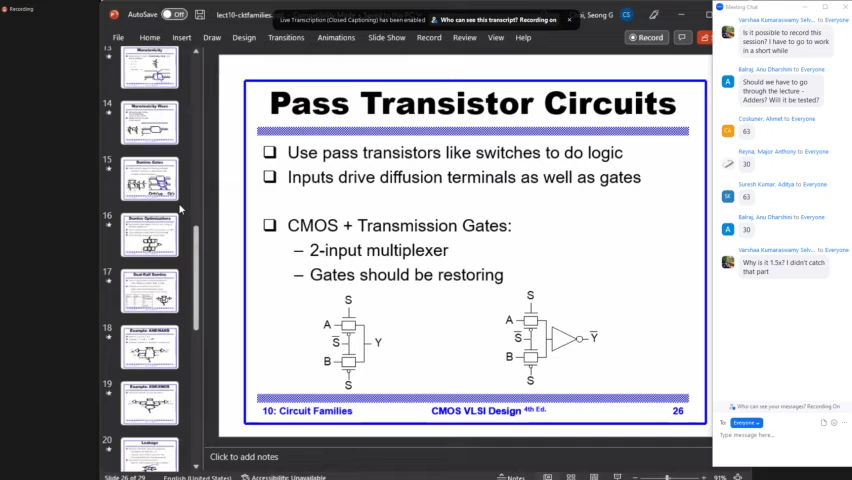 Recording
AutoSave Off
lect10-cktfamilies
Live Transcription (Closed Captioning) has been enabled
Who can see this transcript? Recording on
Seong G CS
File Home Insert Draw Design Transitions Animations Slide Show Record Review View Help Record
14
15
Domino Gates
16
Domino Optimizations
17
Dual-Rail Domino
18
Example: AND/NAND
19
Example: XOR/XNOR
20
Leakage
Pass Transistor Circuits
Use pass transistors like switches to do logic
Inputs drive diffusion terminals as well as gates
CMOS + Transmission Gates:
– 2-input multiplexer
– Gates should be restoring
S
A
S̅
Y
B
S
S
A
S̅
Y̅
B
S
10: Circuit Families CMOS VLSI Design 4th Ed. 26
Click to add notes
Slide 26 of 29 English (United States) Accessibility: Unavailable Notes 91%
Meeting Chat
Varshaa Kumaraswamy Selv... to Everyone
Is it possible to record this
session? I have to go to work
in a short while
Balraj, Anu Dharshini to Everyone
A
Should we have to go
through the lecture -
Adders? Will it be tested?
Coskuner, Ahmet to Everyone
63
Reyna, Major Anthony to Everyone
30
Suresh Kumar, Aditya to Everyone
SK
63
Balraj, Anu Dharshini to Everyone
A
30
Varshaa Kumaraswamy Selv... to Everyone
Why is it 1.5x? I didn't catch
that part
Who can see your messages? Recording On
To: Everyone
Type message here...